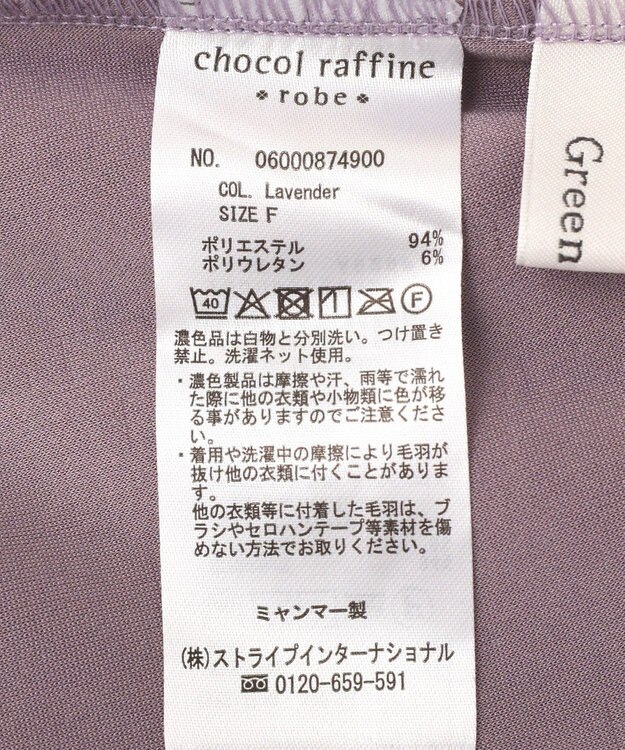 chocol raffine
robe
NO. 06000874900
COL. Lavender
SIZE F
ポリエステル 94%
ポリウレタン 6%
40 F
濃色品は白物と分別洗い。つけ置き
禁止。洗濯ネット使用。
・濃色製品は摩擦や汗、雨等で濡れ
た際に他の衣類や小物類に色が移
る事がありますのでご注意くださ
い。
・着用や洗濯中の摩擦により毛羽が
抜け他の衣類に付くことがありま
す。
他の衣類等に付着した毛羽は、ブ
ラシやセロハンテープ等素材を傷
めない方法でお取りください。
ミャンマー製
(株)ストライプインターナショナル
0120-659-591
Green